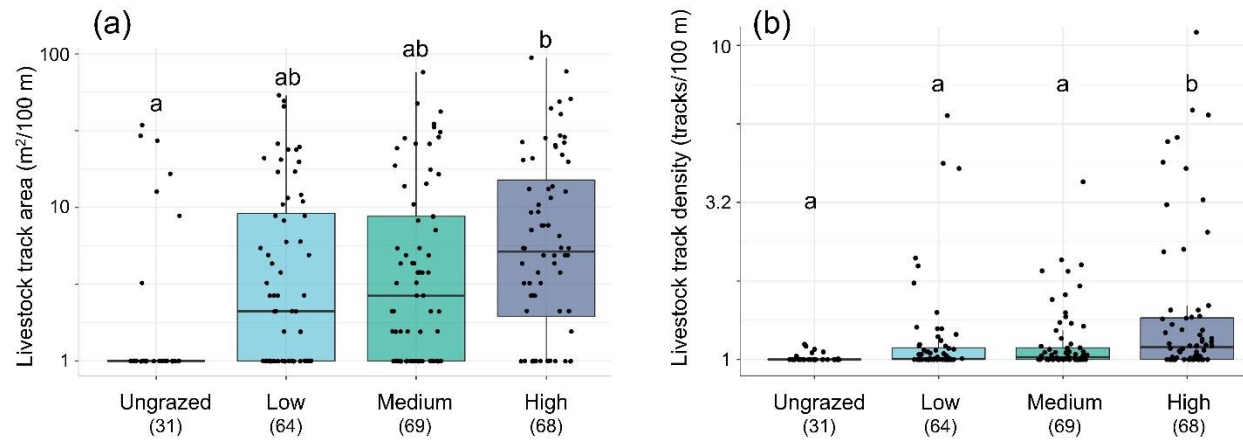 (a)
Livestock track area (m²/100 m)
100
10
1
a
ab
ab
b
Ungrazed
(31)
Low
(64)
Medium
(69)
High
(68)
(b)
Livestock track density (tracks/100 m)
10
3.2
1
a
a
a
b
Ungrazed
(31)
Low
(64)
Medium
(69)
High
(68)